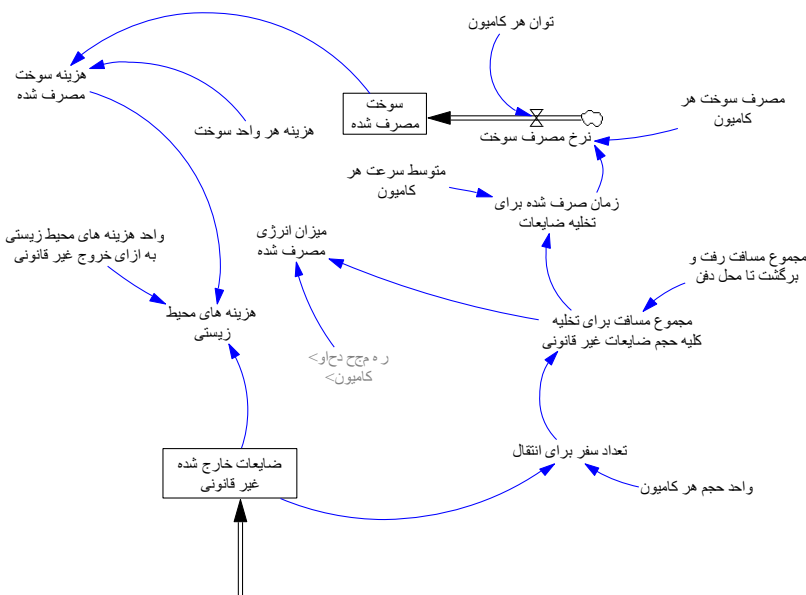 توان هر کامیون
هزینه سوخت
مصرف شده
سوخت
مصرف شده
مصرف سوخت هر
کامیون
هزینه هر واحد سوخت
نرخ مصرف سوخت
متوسط سرعت هر
کامیون
زمان صرف شده برای
تخلیه ضایعات
واحد هزینه های محیط زیستی
به ازای خروج غیر قانونی
میزان انرژی
مصرف شده
مجموع مسافت رفت و
برگشت تا محل دفن
هزینه های محیط
زیستی
مجموع مسافت برای تخلیه
کلیه حجم ضایعات غیر قانونی
<کامیون
تعداد سفر برای انتقال
ضایعات خارج شده
غیر قانونی
واحد حجم هر کامیون